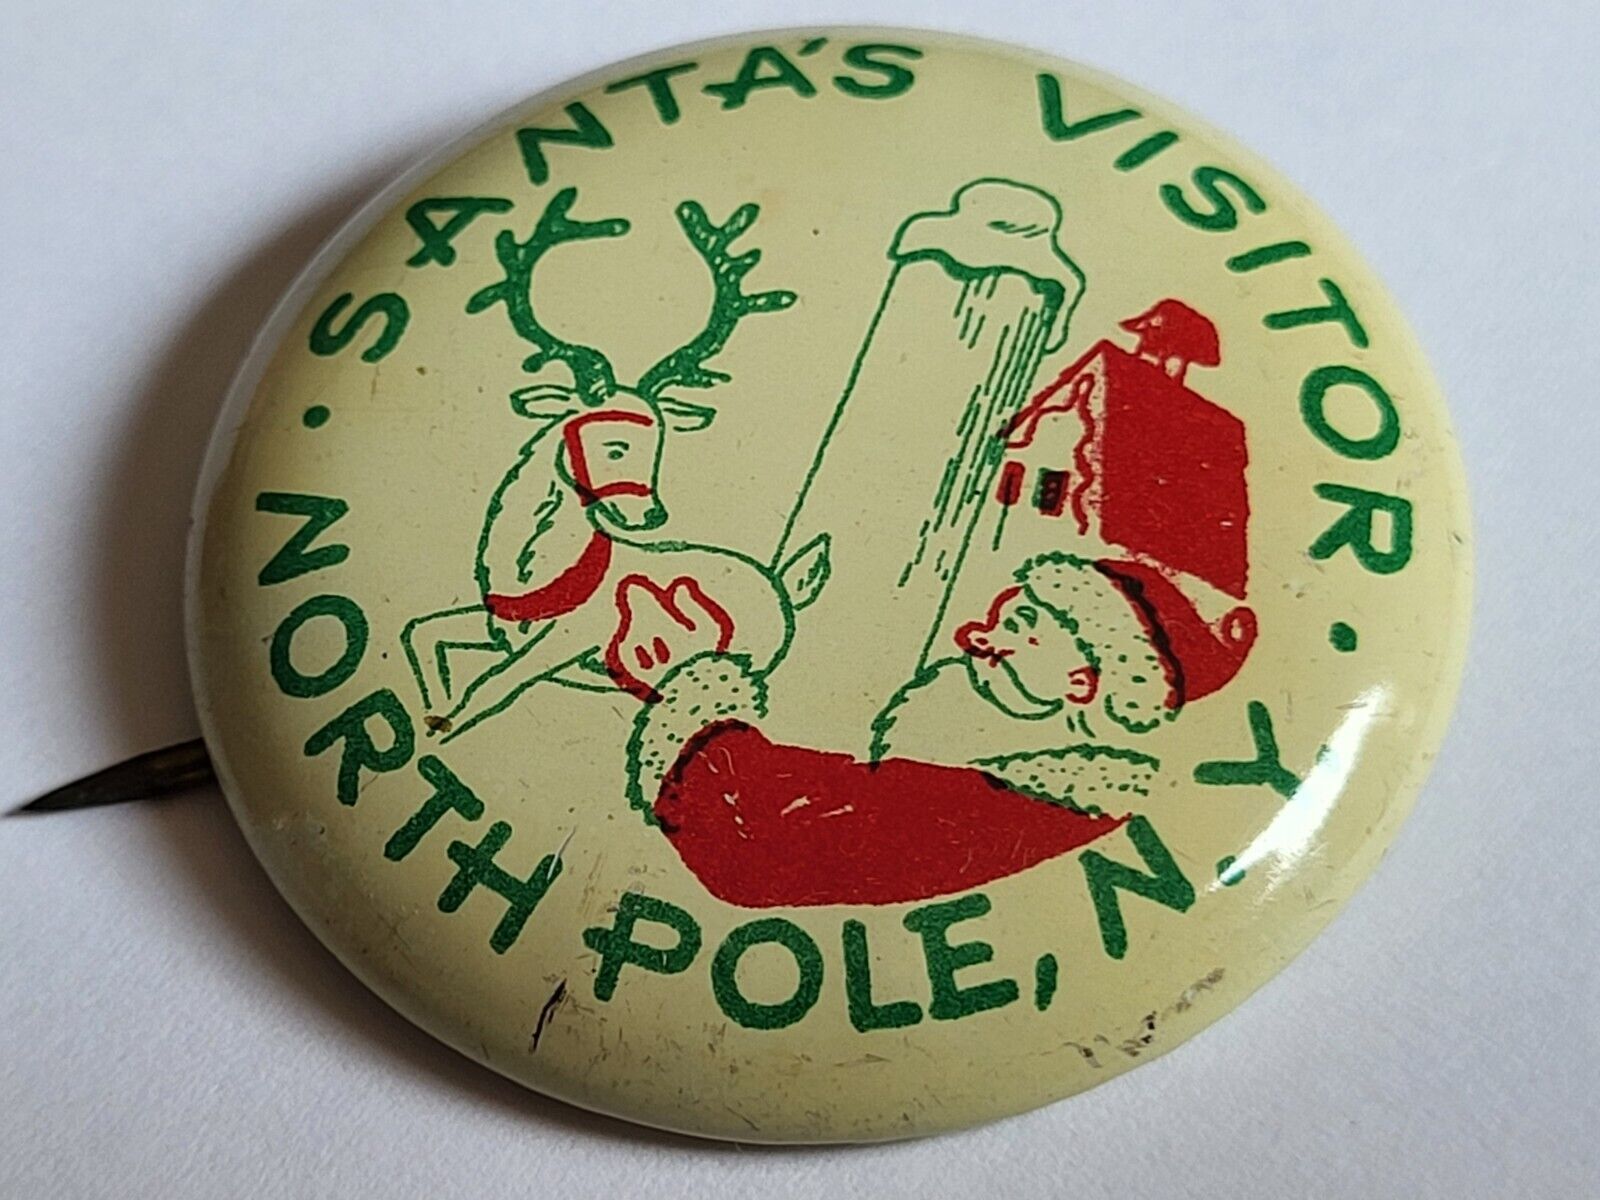 • SANTA'S VISITOR •
NORTH POLE, N.Y.